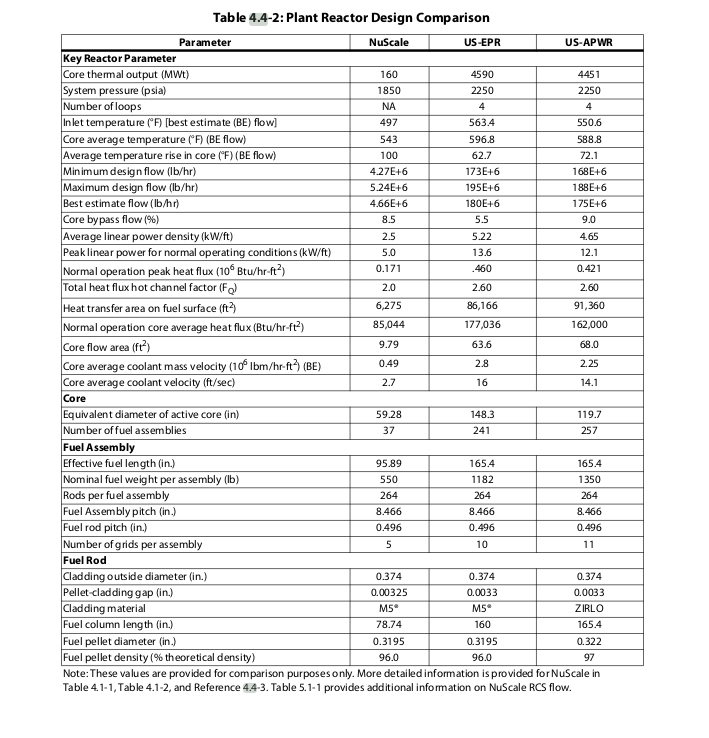 Table 4.4-2: Plant Reactor Design Comparison
Parameter NuScale US-EPR US-APWR
Key Reactor Parameter
Core thermal output (MWt) 160 4590 4451
System pressure (psia) 1850 2250 2250
Number of loops NA 4 4
Inlet temperature (°F) [best estimate (BE) flow] 497 563.4 550.6
Core average temperature (°F) (BE flow) 543 596.8 588.8
Average temperature rise in core (°F) (BE flow) 100 62.7 72.1
Minimum design flow (lb/hr) 4.27E+6 173E+6 168E+6
Maximum design flow (lb/hr) 5.24E+6 195E+6 188E+6
Best estimate flow (lb/hr) 4.66E+6 180E+6 175E+6
Core bypass flow (%) 8.5 5.5 9.0
Average linear power density (kW/ft) 2.5 5.22 4.65
Peak linear power for normal operating conditions (kW/ft) 5.0 13.6 12.1
Normal operation peak heat flux (10⁶ Btu/hr-ft²) 0.171 .460 0.421
Total heat flux hot channel factor (F_Q) 2.0 2.60 2.60
Heat transfer area on fuel surface (ft²) 6,275 86,166 91,360
Normal operation core average heat flux (Btu/hr-ft²) 85,044 177,036 162,000
Core flow area (ft²) 9.79 63.6 68.0
Core average coolant mass velocity (10⁶ lbm/hr-ft²) (BE) 0.49 2.8 2.25
Core average coolant velocity (ft/sec) 2.7 16 14.1
Core
Equivalent diameter of active core (in) 59.28 148.3 119.7
Number of fuel assemblies 37 241 257
Fuel Assembly
Effective fuel length (in.) 95.89 165.4 165.4
Nominal fuel weight per assembly (lb) 550 1182 1350
Rods per fuel assembly 264 264 264
Fuel Assembly pitch (in.) 8.466 8.466 8.466
Fuel rod pitch (in.) 0.496 0.496 0.496
Number of grids per assembly 5 10 11
Fuel Rod
Cladding outside diameter (in.) 0.374 0.374 0.374
Pellet-cladding gap (in.) 0.00325 0.0033 0.0033
Cladding material M5® M5® ZIRLO
Fuel column length (in.) 78.74 160 165.4
Fuel pellet diameter (in.) 0.3195 0.3195 0.322
Fuel pellet density (% theoretical density) 96.0 96.0 97
Note: These values are provided for comparison purposes only. More detailed information is provided for NuScale in
Table 4.1-1, Table 4.1-2, and Reference 4.4-3. Table 5.1-1 provides additional information on NuScale RCS flow.